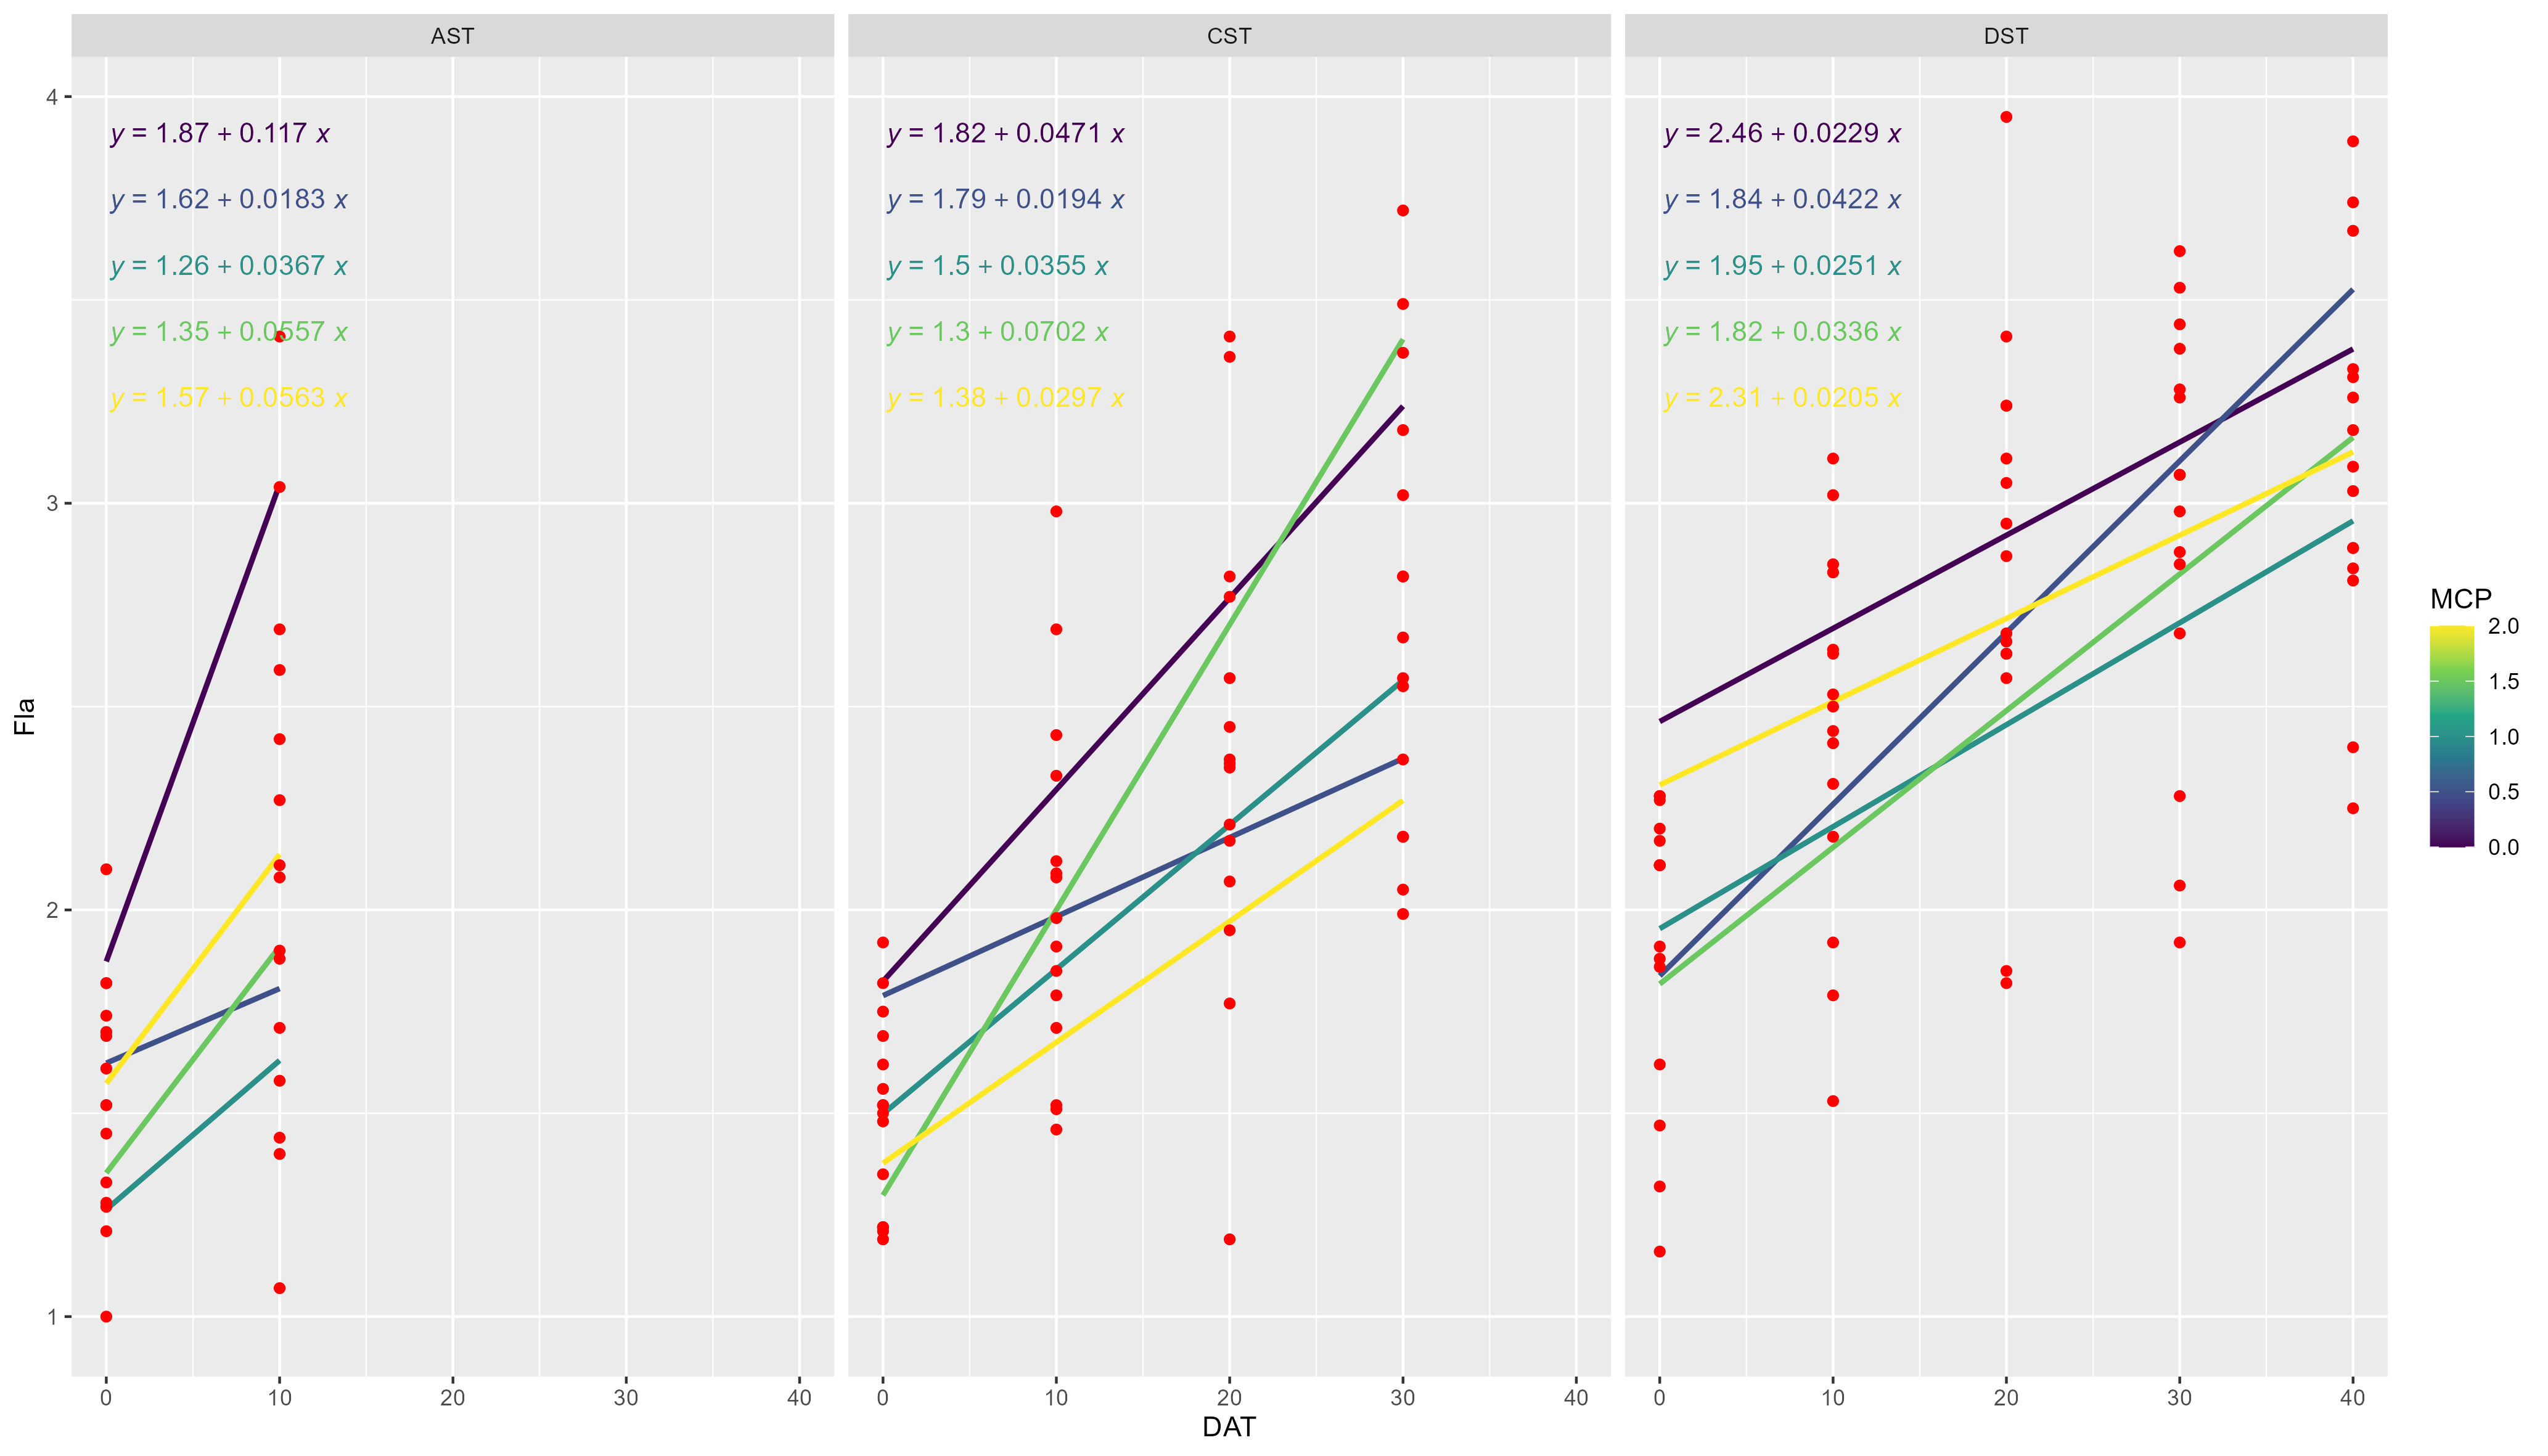 AST
CST
DST
4
3
2
1
Fla
y = 1.87 + 0.117 x
y = 1.62 + 0.0183 x
y = 1.26 + 0.0367 x
y = 1.35 + 0.0557 x
y = 1.57 + 0.0563 x
y = 1.82 + 0.0471 x
y = 1.79 + 0.0194 x
y = 1.5 + 0.0355 x
y = 1.3 + 0.0702 x
y = 1.38 + 0.0297 x
y = 2.46 + 0.0229 x
y = 1.84 + 0.0422 x
y = 1.95 + 0.0251 x
y = 1.82 + 0.0336 x
y = 2.31 + 0.0205 x
0 10 20 30 40
0 10 20 30 40
0 10 20 30 40
DAT
MCP
2.0
1.5
1.0
0.5
0.0